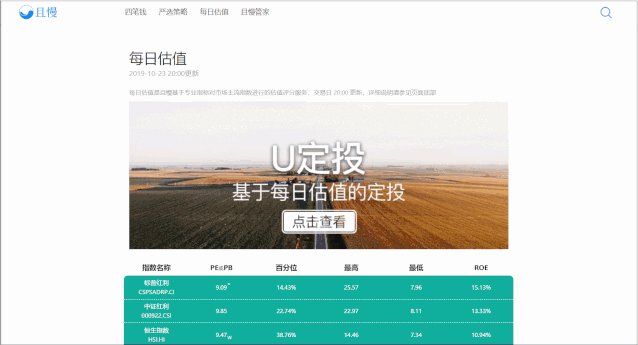 且慢 四笔钱 严选策略 每日估值 且慢管家
每日估值
2019-10-23 20:00更新
每日估值是且慢基于专业指标对市场主流指数进行的估值评分服务，交易日 20:00 更新，详细说明请参见页面底部
U定投
基于每日估值的定投
点击查看
指数名称 PE或PB 百分位 最高 最低 ROE
标普红利
CSPSADRP.CI 9.09 14.43% 25.57 7.96 15.13%
中证红利
000922.CSI 9.85 22.74% 22.97 8.11 13.33%
恒生指数
HSI.HI 9.47 W 38.76% 14.46 7.34 10.94%